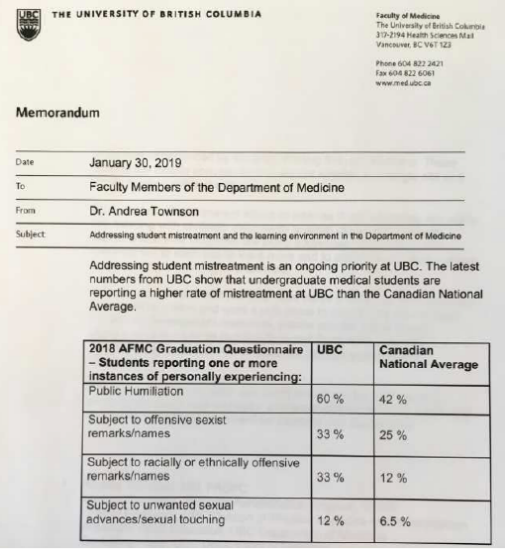 UBC
THE UNIVERSITY OF BRITISH COLUMBIA
Faculty of Medicine
The University of British Columbia
317-2194 Health Sciences Mall
Vancouver, BC V6T 1Z3
Phone 604 822 2421
Fax 604 822 6061
www.med.ubc.ca
Memorandum
Date January 30, 2019
To Faculty Members of the Department of Medicine
From Dr. Andrea Townson
Subject Addressing student mistreatment and the learning environment in the Department of Medicine
Addressing student mistreatment is an ongoing priority at UBC. The latest
numbers from UBC show that undergraduate medical students are
reporting a higher rate of mistreatment at UBC than the Canadian National
Average.
2018 AFMC Graduation Questionnaire UBC Canadian
– Students reporting one or more National Average
instances of personally experiencing:
Public Humiliation 60 % 42 %
Subject to offensive sexist
remarks/names 33 % 25 %
Subject to racially or ethnically offensive
remarks/names 33 % 12 %
Subject to unwanted sexual
advances/sexual touching 12 % 6.5 %